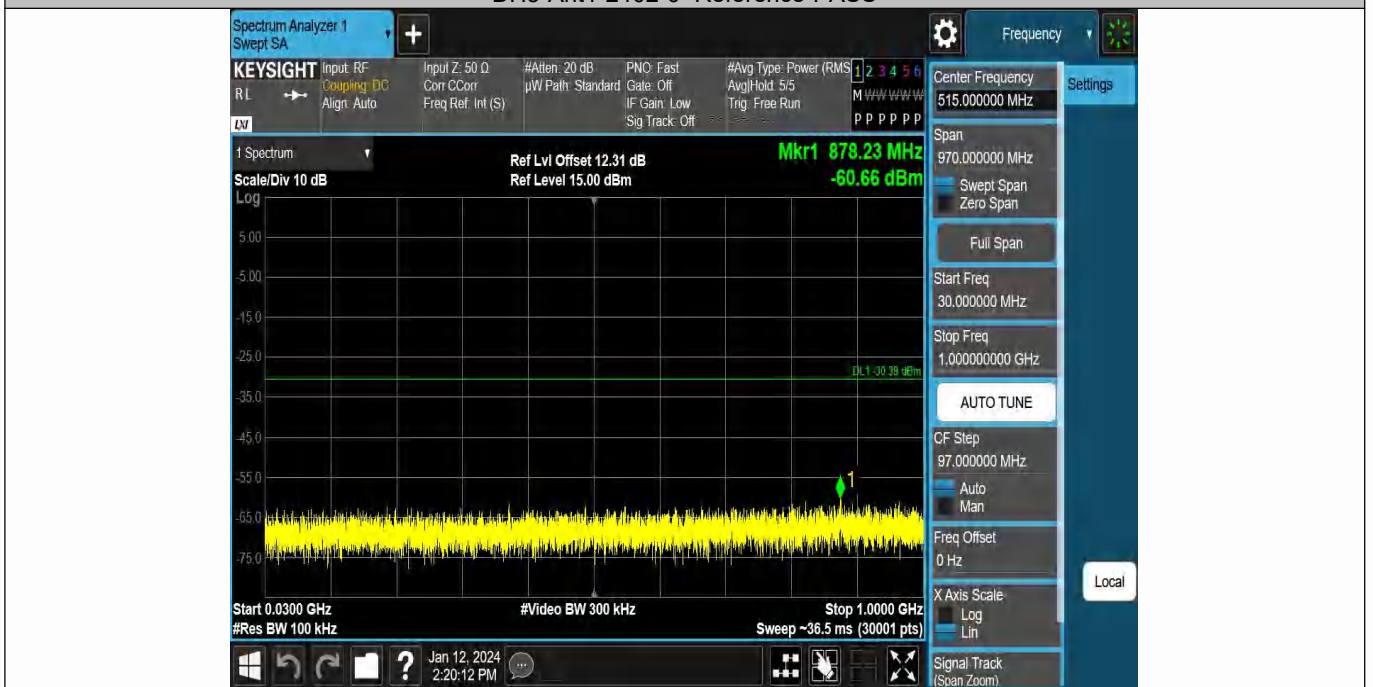 Spectrum Analyzer 1
Swept SA
Frequency
KEYSIGHT
RL
LXI
Input: RF
Coupling: DC
Align: Auto
Input Z: 50 Ω
Corr CCorr
Freq Ref: Int (S)
#Atten: 20 dB
µW Path: Standard
PNO: Fast
Gate: Off
IF Gain: Low
Sig Track: Off
#Avg Type: Power (RMS
Avg|Hold: 5/5
Trig: Free Run
1 2 3 4 5 6
M W W W W W
P P P P P P
1 Spectrum
Scale/Div 10 dB
Log
Ref Lvl Offset 12.31 dB
Ref Level 15.00 dBm
Mkr1 878.23 MHz
-60.66 dBm
5.00
-5.00
-15.0
-25.0
DL1 -30.39 dBm
-35.0
-45.0
-55.0
1
-65.0
-75.0
Start 0.0300 GHz
#Res BW 100 kHz
#Video BW 300 kHz
Stop 1.0000 GHz
Sweep ~36.5 ms (30001 pts)
Center Frequency
515.000000 MHz
Settings
Span
970.000000 MHz
Swept Span
Zero Span
Full Span
Start Freq
30.000000 MHz
Stop Freq
1.000000000 GHz
AUTO TUNE
CF Step
97.000000 MHz
Auto
Man
Freq Offset
0 Hz
X Axis Scale
Log
Lin
Local
Signal Track
(Span Zoom)
?
Jan 12, 2024
2:20:12 PM